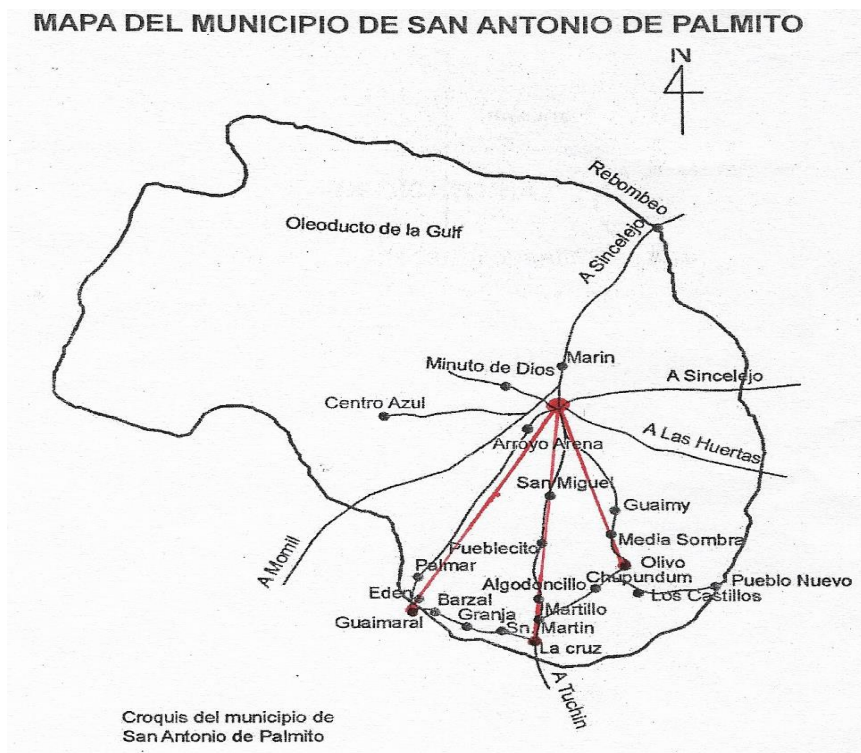 MAPA DEL MUNICIPIO DE SAN ANTONIO DE PALMITO
N
Rebombeo
Oleoducto de la Gulf
A Sincelejo
Marin
Minuto de Dios
A Sincelejo
Centro Azul
A Las Huertas
Arroyo Arena
San Miguel
Guaimy
Media Sombra
Pueblecito
A Momil
Olivo
Palmar
Chupundum
Pueblo Nuevo
Algodoncillo
Eden
Los Castillos
Barzal
Martillo
Granja
Guaimaral
Sn. Martin
La cruz
A Tuchin
Croquis del municipio de
San Antonio de Palmito